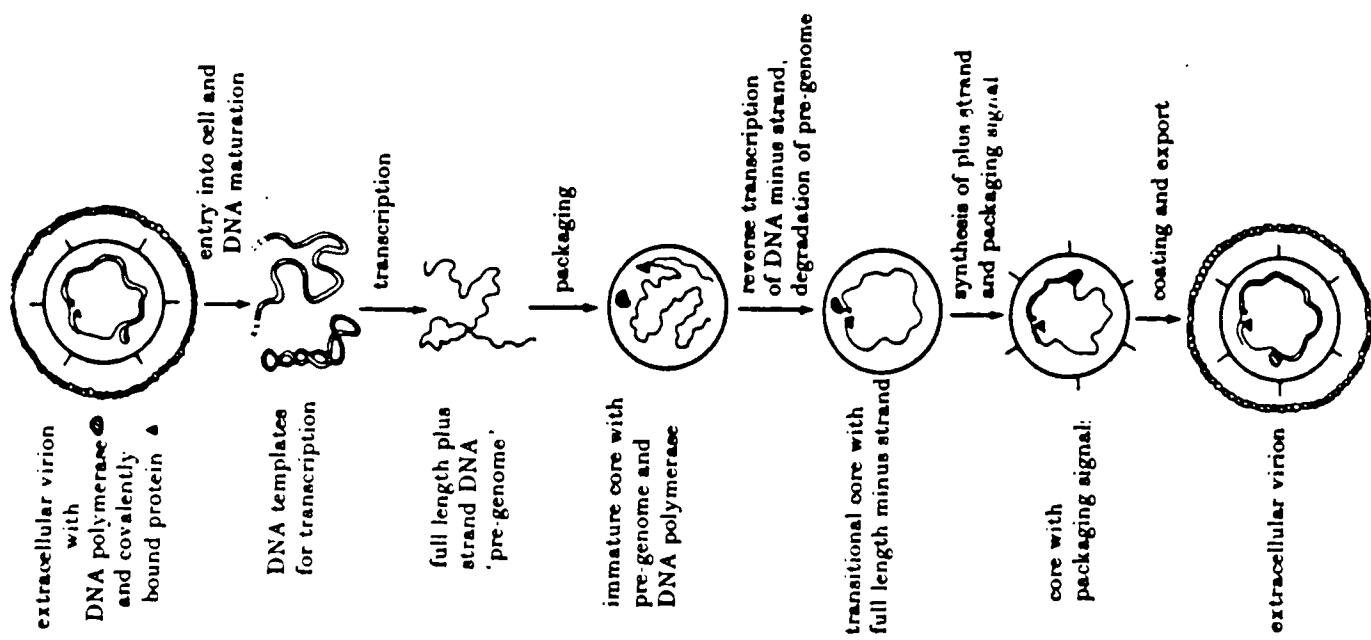 extracellular virion
with
DNA polymerase
and covalently
bound protein
entry into cell and
DNA maturation
DNA templates
for transcription
transcription
full length plus
strand DNA
'pre-genome'
packaging
immature core with
pre-genome and
DNA polymerase
reverse transcription
of DNA minus strand,
degradation of pre-genome
transitional core with
full length minus strand
synthesis of plus strand
and packaging signal
core with
packaging signal:
coating and export
extracellular virion